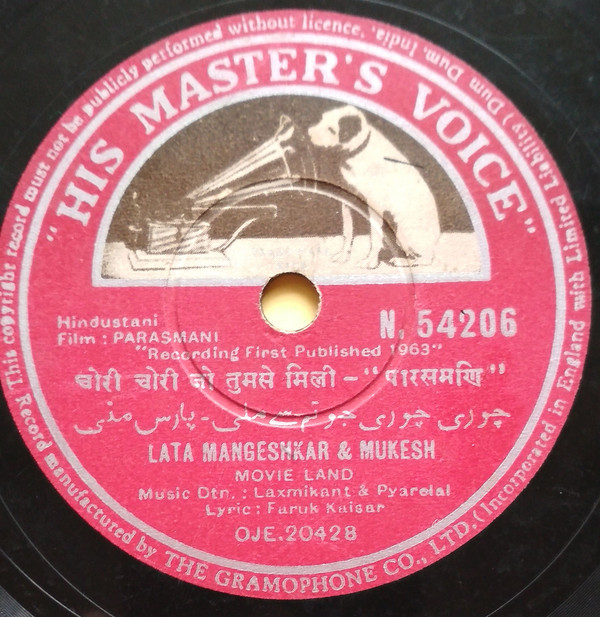 "HIS MASTER'S VOICE"
Hindustani
Film : PARASMANI
N. 54206
"Recording First Published 1963"
चोरी चोरी जो तुमसे मिली - "पारसमणि"
چوری چوری جو تم سے ملی - پارس منی
LATA MANGESHKAR & MUKESH
MOVIE LAND
Music Dtn. : Laxmikant & Pyarelal
Lyric : Faruk Kaisar
OJE.20428
This copyright record must not be publicly performed without licence.
Record manufactured by THE GRAMOPHONE CO., LTD., (Incorporated in England with Limited Liability) Dum Dum, India.